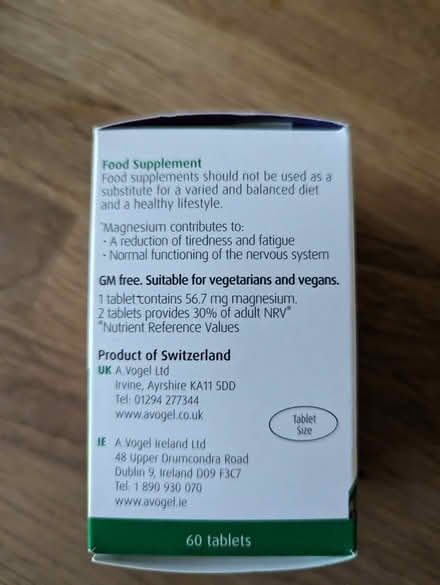 Food Supplement
Food supplements should not be used as a
substitute for a varied and balanced diet
and a healthy lifestyle.
*Magnesium contributes to:
- A reduction of tiredness and fatigue
- Normal functioning of the nervous system
GM free. Suitable for vegetarians and vegans.
1 tablet contains 56.7 mg magnesium.
2 tablets provides 30% of adult NRV*
*Nutrient Reference Values
Product of Switzerland
UK A.Vogel Ltd
Irvine, Ayrshire KA11 5DD
Tel: 01294 277344
www.avogel.co.uk
Tablet
Size
IE A.Vogel Ireland Ltd
48 Upper Drumcondra Road
Dublin 9, Ireland D09 F3C7
Tel: 1 890 930 070
www.avogel.ie
60 tablets